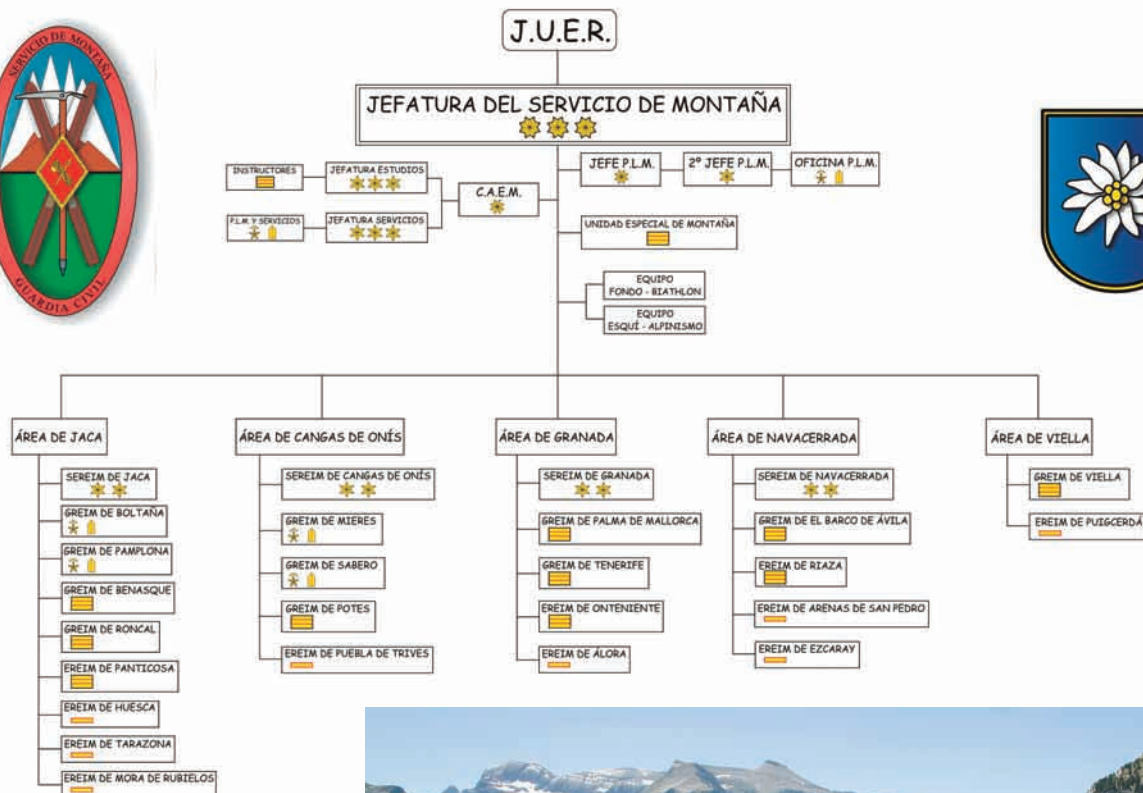 SERVICIO DE MONTAÑA
GUARDIA CIVIL
J.U.E.R.
JEFATURA DEL SERVICIO DE MONTAÑA
INSTRUCTORES
JEFATURA ESTUDIOS
P.L.M. Y SERVICIOS
JEFATURA SERVICIOS
C.A.E.M.
JEFE P.L.M.
2º JEFE P.L.M.
OFICINA P.L.M.
UNIDAD ESPECIAL DE MONTAÑA
EQUIPO
FONDO - BIATHLON
EQUIPO
ESQUÍ - ALPINISMO
ÁREA DE JACA
SEREIM DE JACA
GREIM DE BOLTAÑA
GREIM DE PAMPLONA
GREIM DE BENASQUE
GREIM DE RONCAL
EREIM DE PANTICOSA
EREIM DE HUESCA
EREIM DE TARAZONA
EREIM DE MORA DE RUBIELOS
ÁREA DE CANGAS DE ONÍS
SEREIM DE CANGAS DE ONÍS
GREIM DE MIERES
GREIM DE SABERO
GREIM DE POTES
EREIM DE PUEBLA DE TRIVES
ÁREA DE GRANADA
SEREIM DE GRANADA
GREIM DE PALMA DE MALLORCA
GREIM DE TENERIFE
EREIM DE ONTENIENTE
EREIM DE ÁLORA
ÁREA DE NAVACERRADA
SEREIM DE NAVACERRADA
GREIM DE EL BARCO DE ÁVILA
EREIM DE RIAZA
EREIM DE ARENAS DE SAN PEDRO
EREIM DE EZCARAY
ÁREA DE VIELLA
GREIM DE VIELLA
EREIM DE PUIGCERDÁ